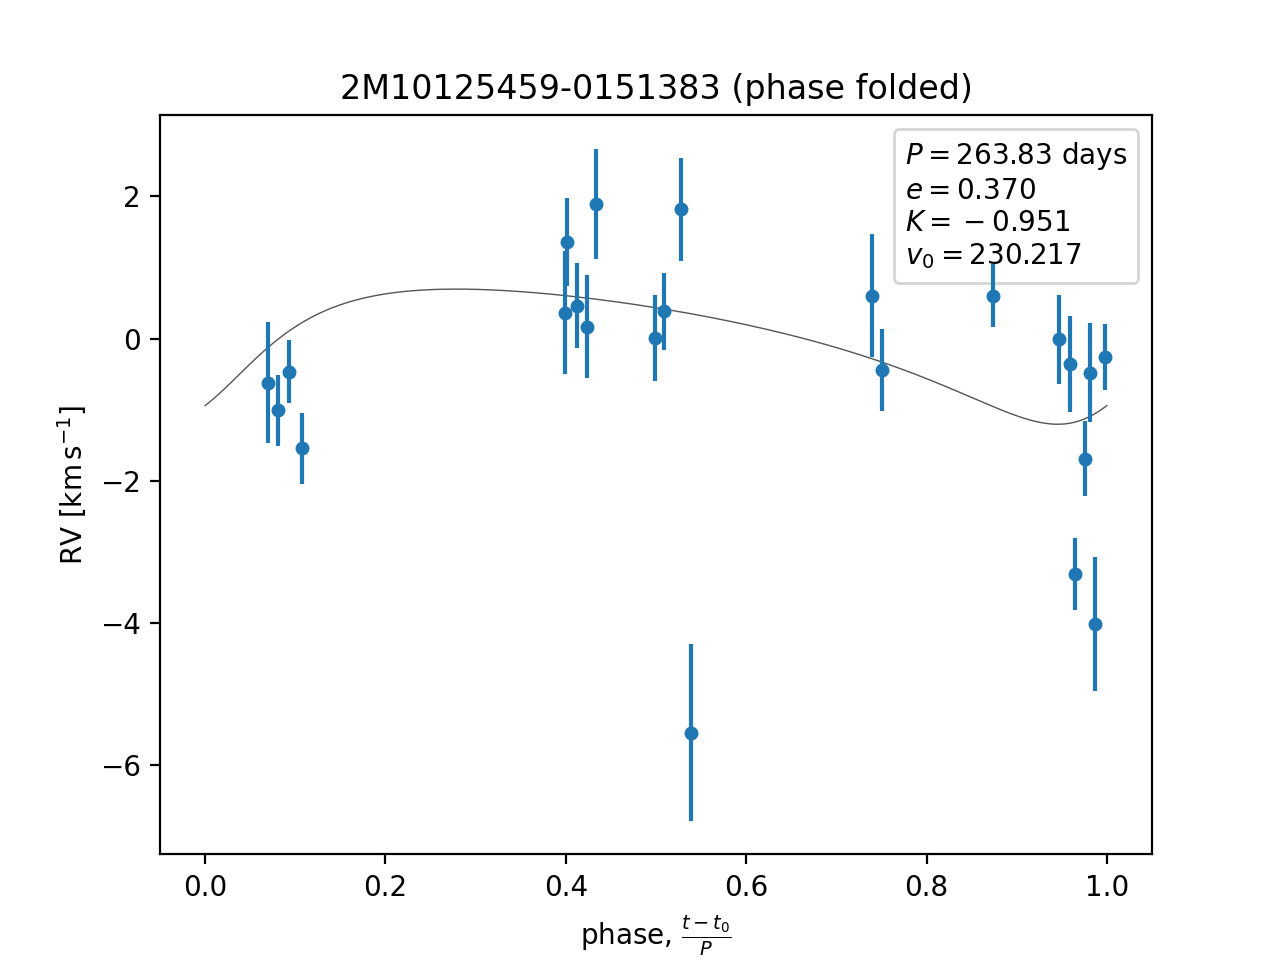 2M10125459-0151383 (phase folded)
P = 263.83 days
e = 0.370
K = −0.951
v₀ = 230.217
2
0
−2
−4
−6
RV [km s⁻¹]
0.0 0.2 0.4 0.6 0.8 1.0
phase, (t − t₀)/P